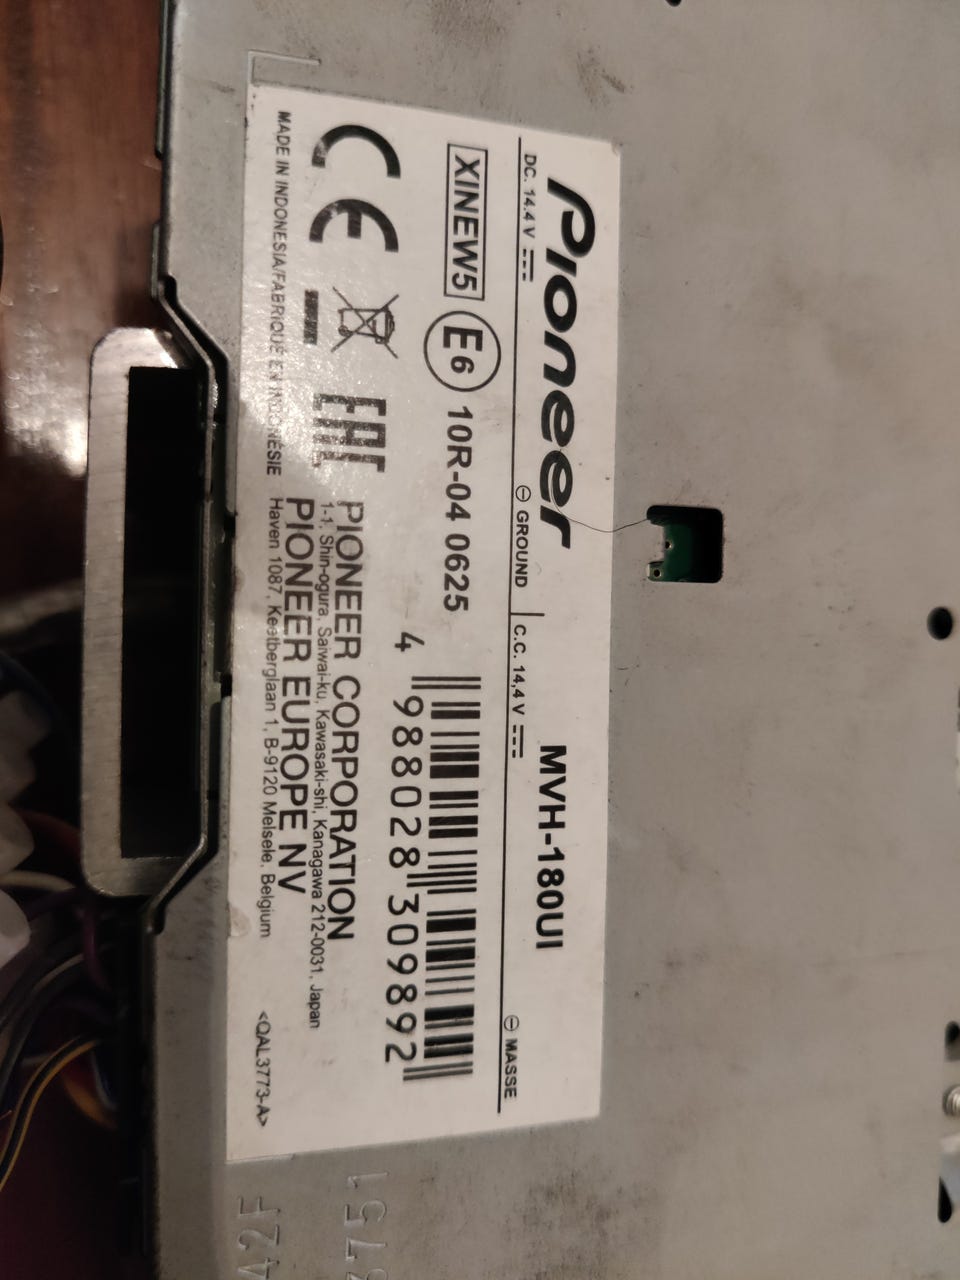 Pioneer MVH-180UI
DC. 14.4 V ⎓ ⊖ GROUND | C.C. 14,4 V ⎓ ⊖ MASSE
XINEW5 E6 10R-04 0625
4 988028 309892
CE EAC
PIONEER CORPORATION
1-1, Shin-ogura, Saiwai-ku, Kawasaki-shi, Kanagawa 212-0031, Japan
PIONEER EUROPE NV
MADE IN INDONESIA/FABRIQUE EN INDONÉSIE Haven 1087, Keetberglaan 1, B-9120 Melsele, Belgium <QAL3773-A>